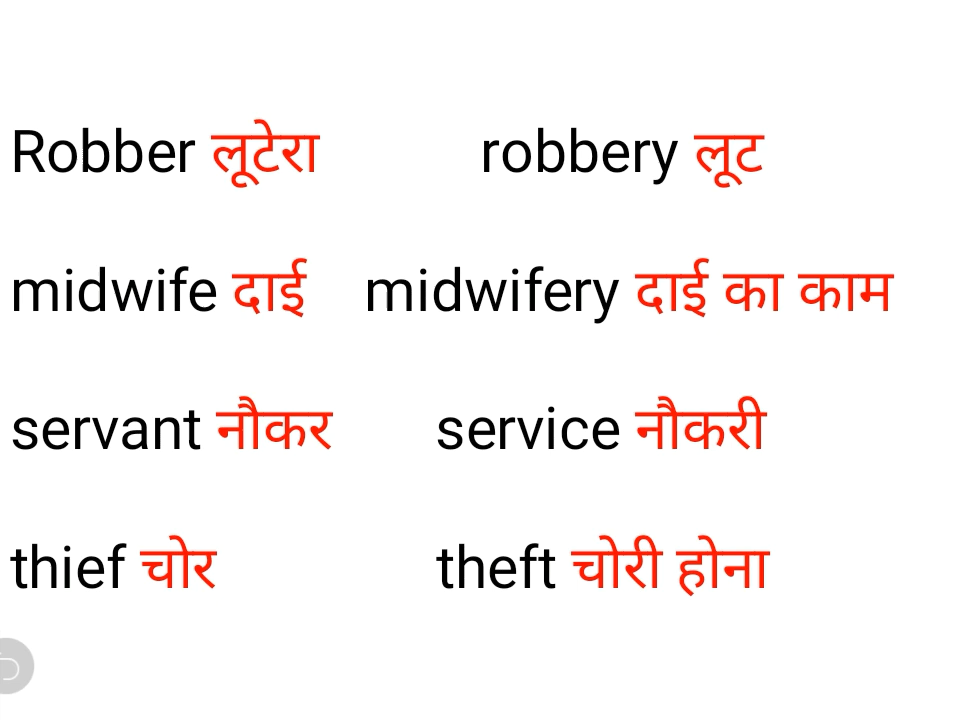 Robber लूटेरा robbery लूट
midwife दाई midwifery दाई का काम
servant नौकर service नौकरी
thief चोर theft चोरी होना